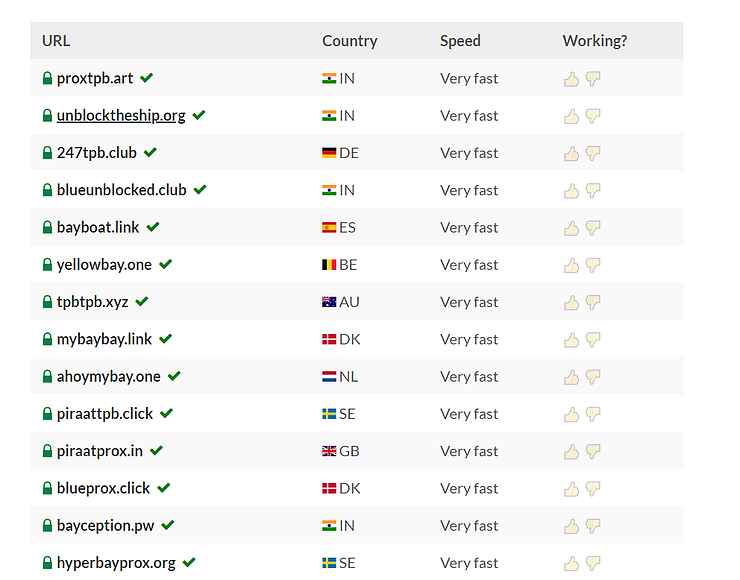 URL Country Speed Working?
proxtpb.art IN Very fast
unblocktheship.org IN Very fast
247tpb.club DE Very fast
blueunblocked.club IN Very fast
bayboat.link ES Very fast
yellowbay.one BE Very fast
tpbtpb.xyz AU Very fast
mybaybay.link DK Very fast
ahoymybay.one NL Very fast
piraattpb.click SE Very fast
piraatprox.in GB Very fast
blueprox.click DK Very fast
bayception.pw IN Very fast
hyperbayprox.org SE Very fast